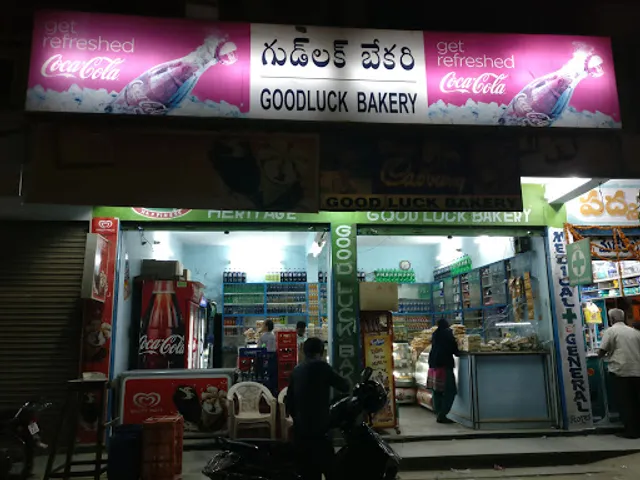 get
refreshed
Coca-Cola
గుడ్‌లక్ బేకరి
GOODLUCK BAKERY
get
refreshed
Coca-Cola
Cadbury
GOOD LUCK BAKERY
HERITAGE
GOOD LUCK BAKERY
GOOD LUCK BA
Coca-Cola
MEDICAL + GENERAL